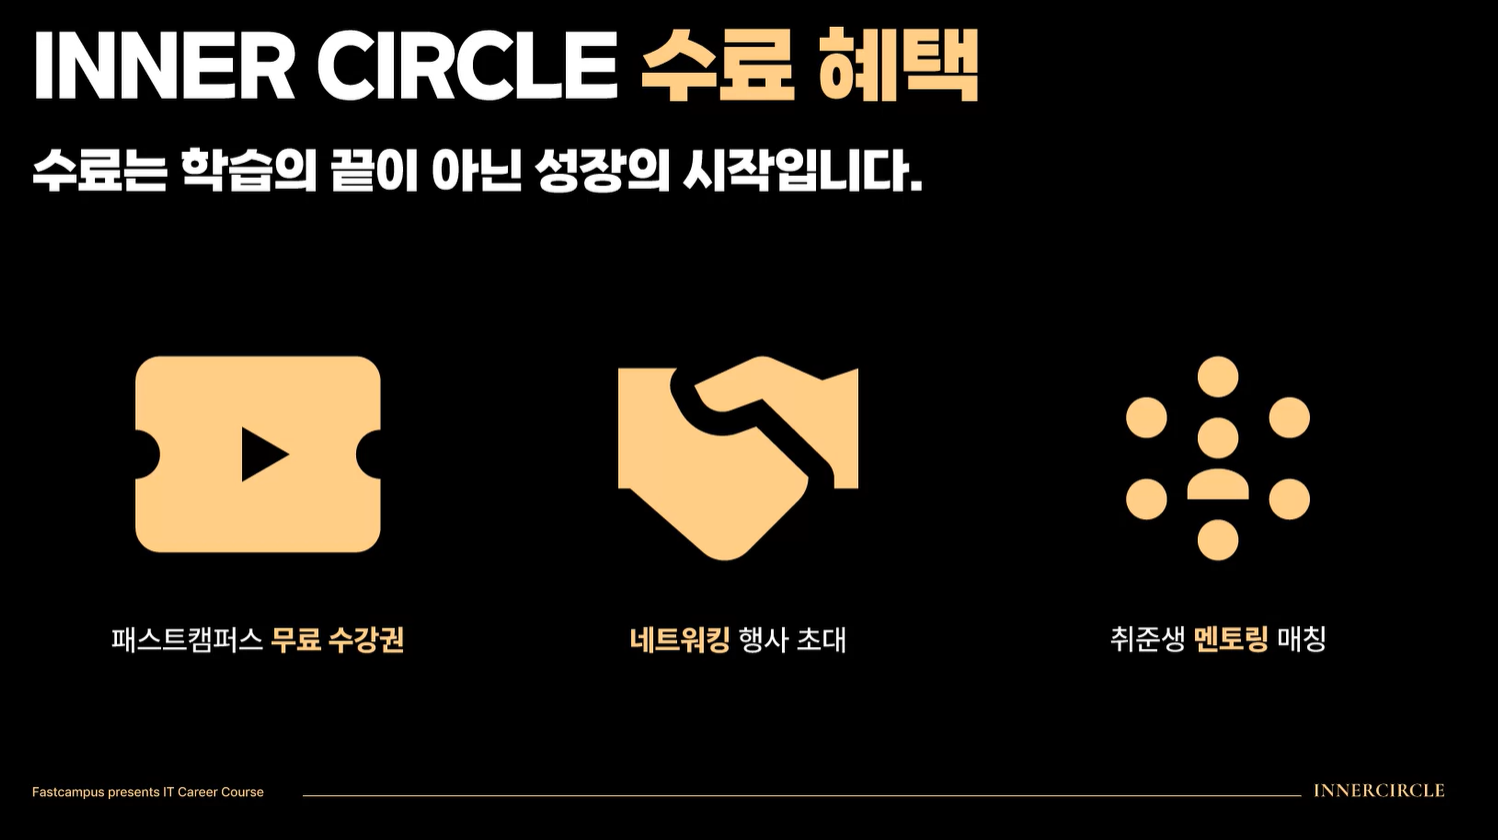 INNER CIRCLE 수료 혜택
수료는 학습의 끝이 아닌 성장의 시작입니다.
패스트캠퍼스 무료 수강권
네트워킹 행사 초대
취준생 멘토링 매칭
Fastcampus presents IT Career Course
INNERCIRCLE